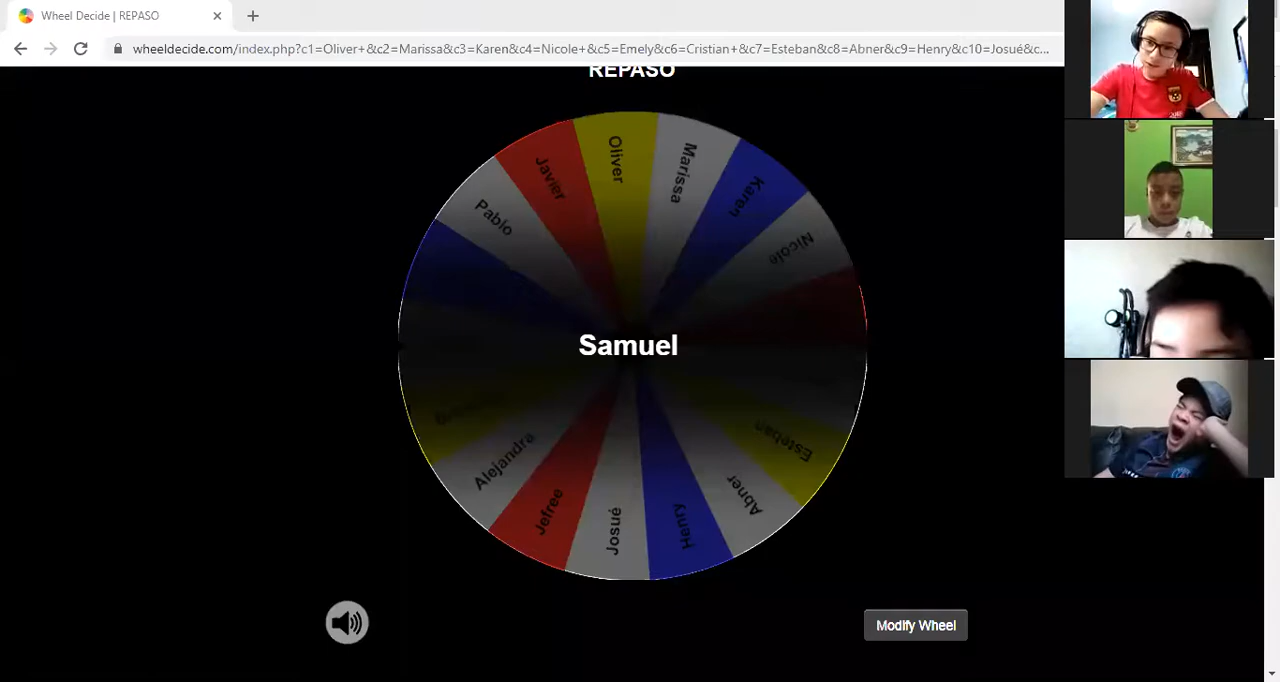 Wheel Decide | REPASO
wheeldecide.com/index.php?c1=Oliver+&c2=Marissa&c3=Karen&c4=Nicole+&c5=Emely&c6=Cristian+&c7=Esteban&c8=Abner&c9=Henry&c10=Josué&c...
REPASO
Oliver
Marissa
Karen
Nicole
Esteban
Abner
Henry
Josué
Jefree
Alejandra
Pablo
Javier
Samuel
Modify Wheel